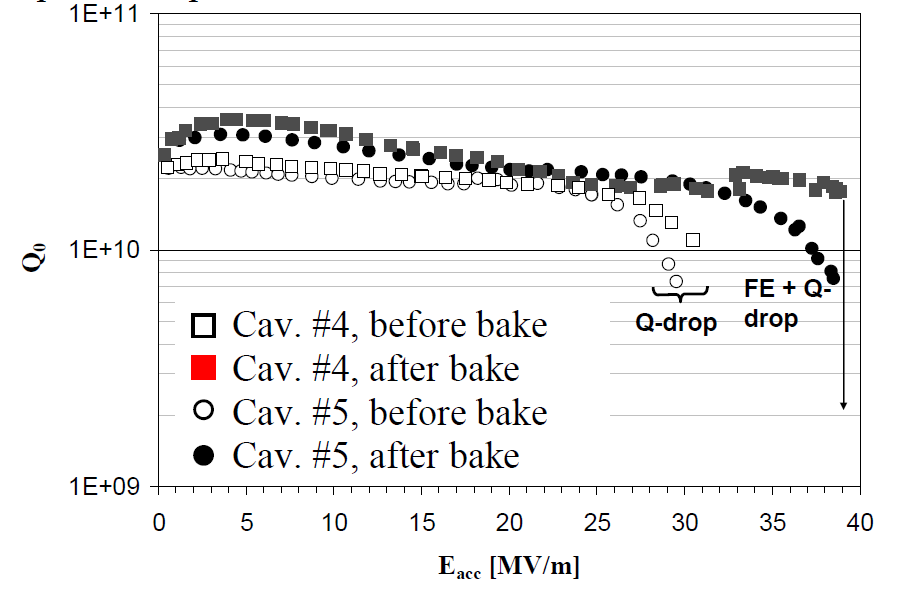 1E+11
1E+10
1E+09
Q0
Cav. #4, before bake
Cav. #4, after bake
Cav. #5, before bake
Cav. #5, after bake
Q-drop
FE + Q-
drop
0 5 10 15 20 25 30 35 40
Eacc [MV/m]